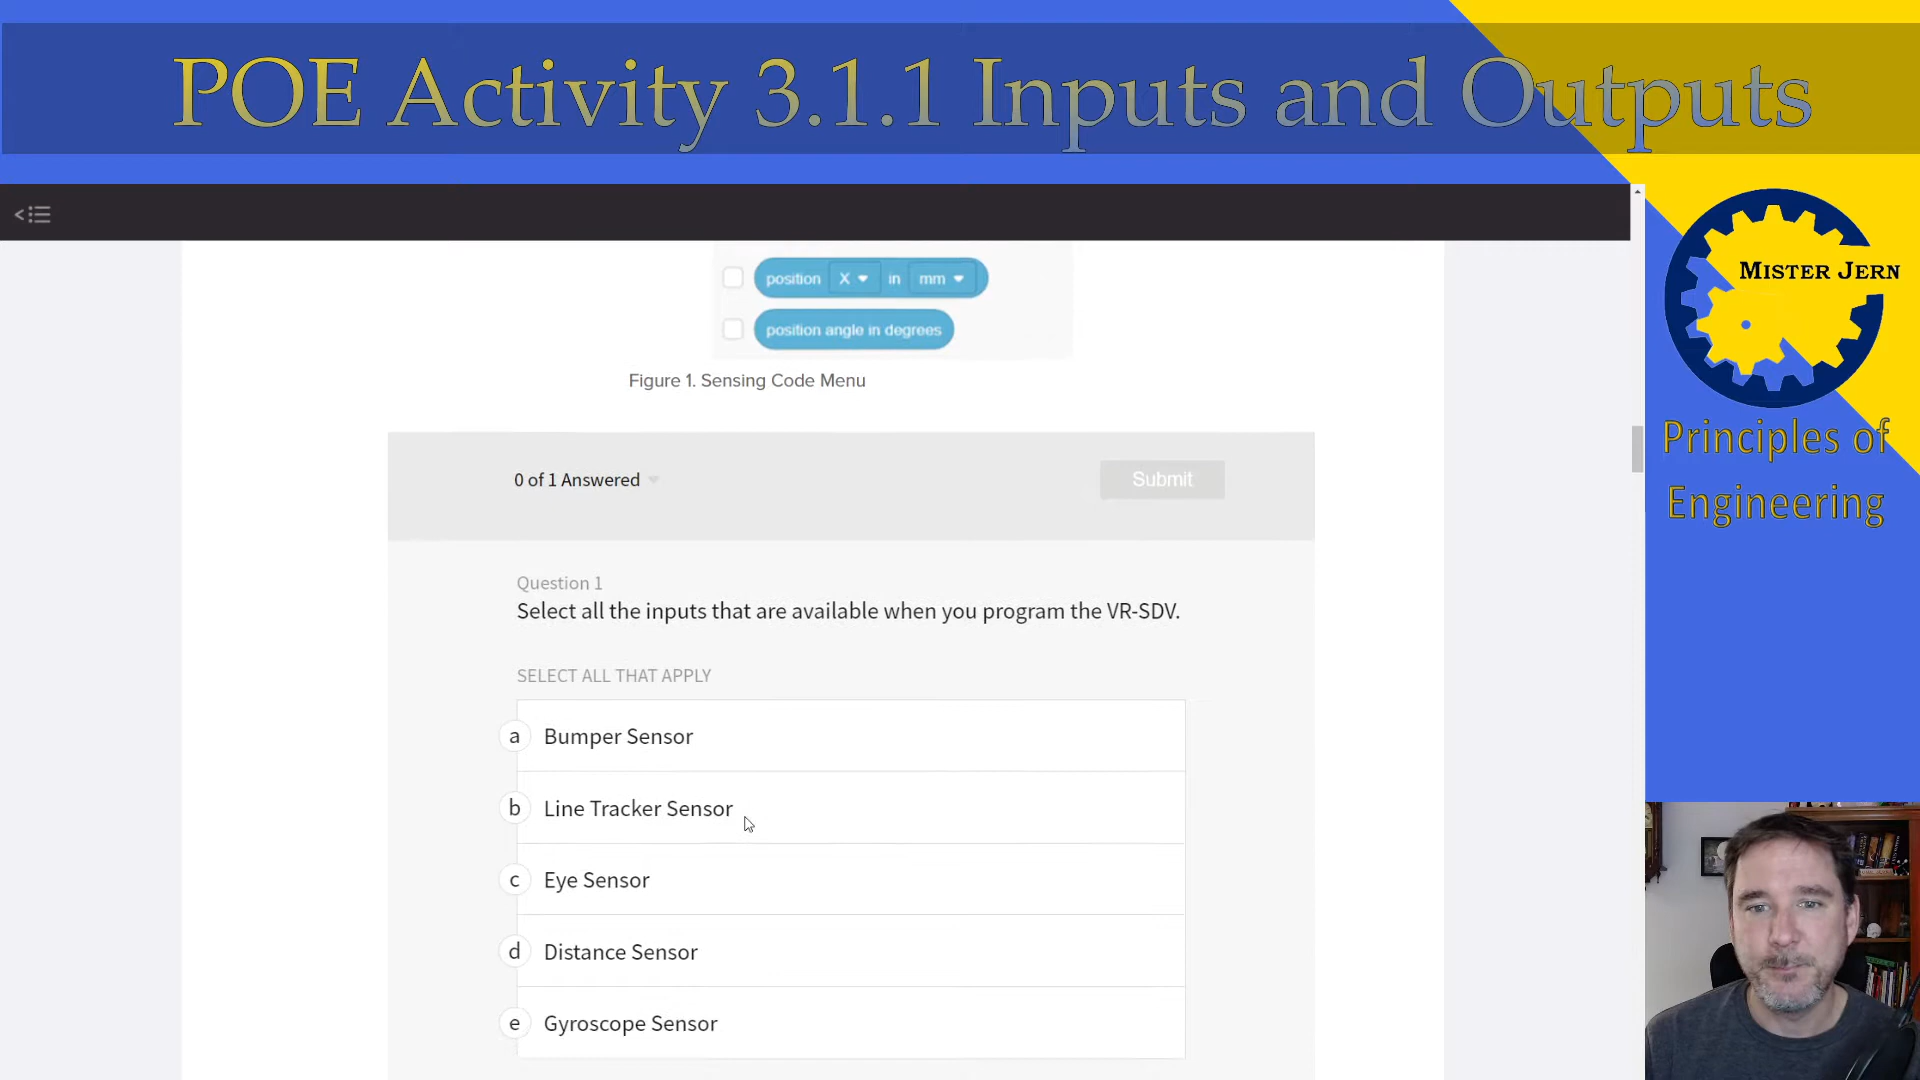 POE Activity 3.1.1 Inputs and Outputs
MISTER JERN
Principles of
Engineering
position X in mm
position angle in degrees
Figure 1. Sensing Code Menu
0 of 1 Answered
Submit
Question 1
Select all the inputs that are available when you program the VR-SDV.
SELECT ALL THAT APPLY
a Bumper Sensor
b Line Tracker Sensor
c Eye Sensor
d Distance Sensor
e Gyroscope Sensor